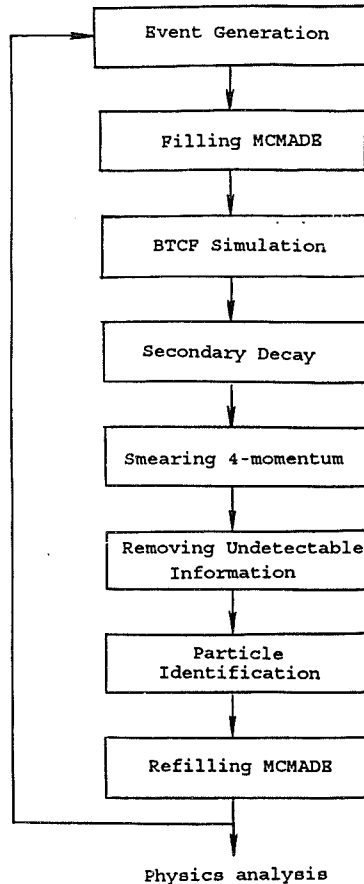 Event Generation
Filling MCMADE
BTCF Simulation
Secondary Decay
Smearing 4-momentum
Removing Undetectable
Information
Particle
Identification
Refilling MCMADE
Physics analysis